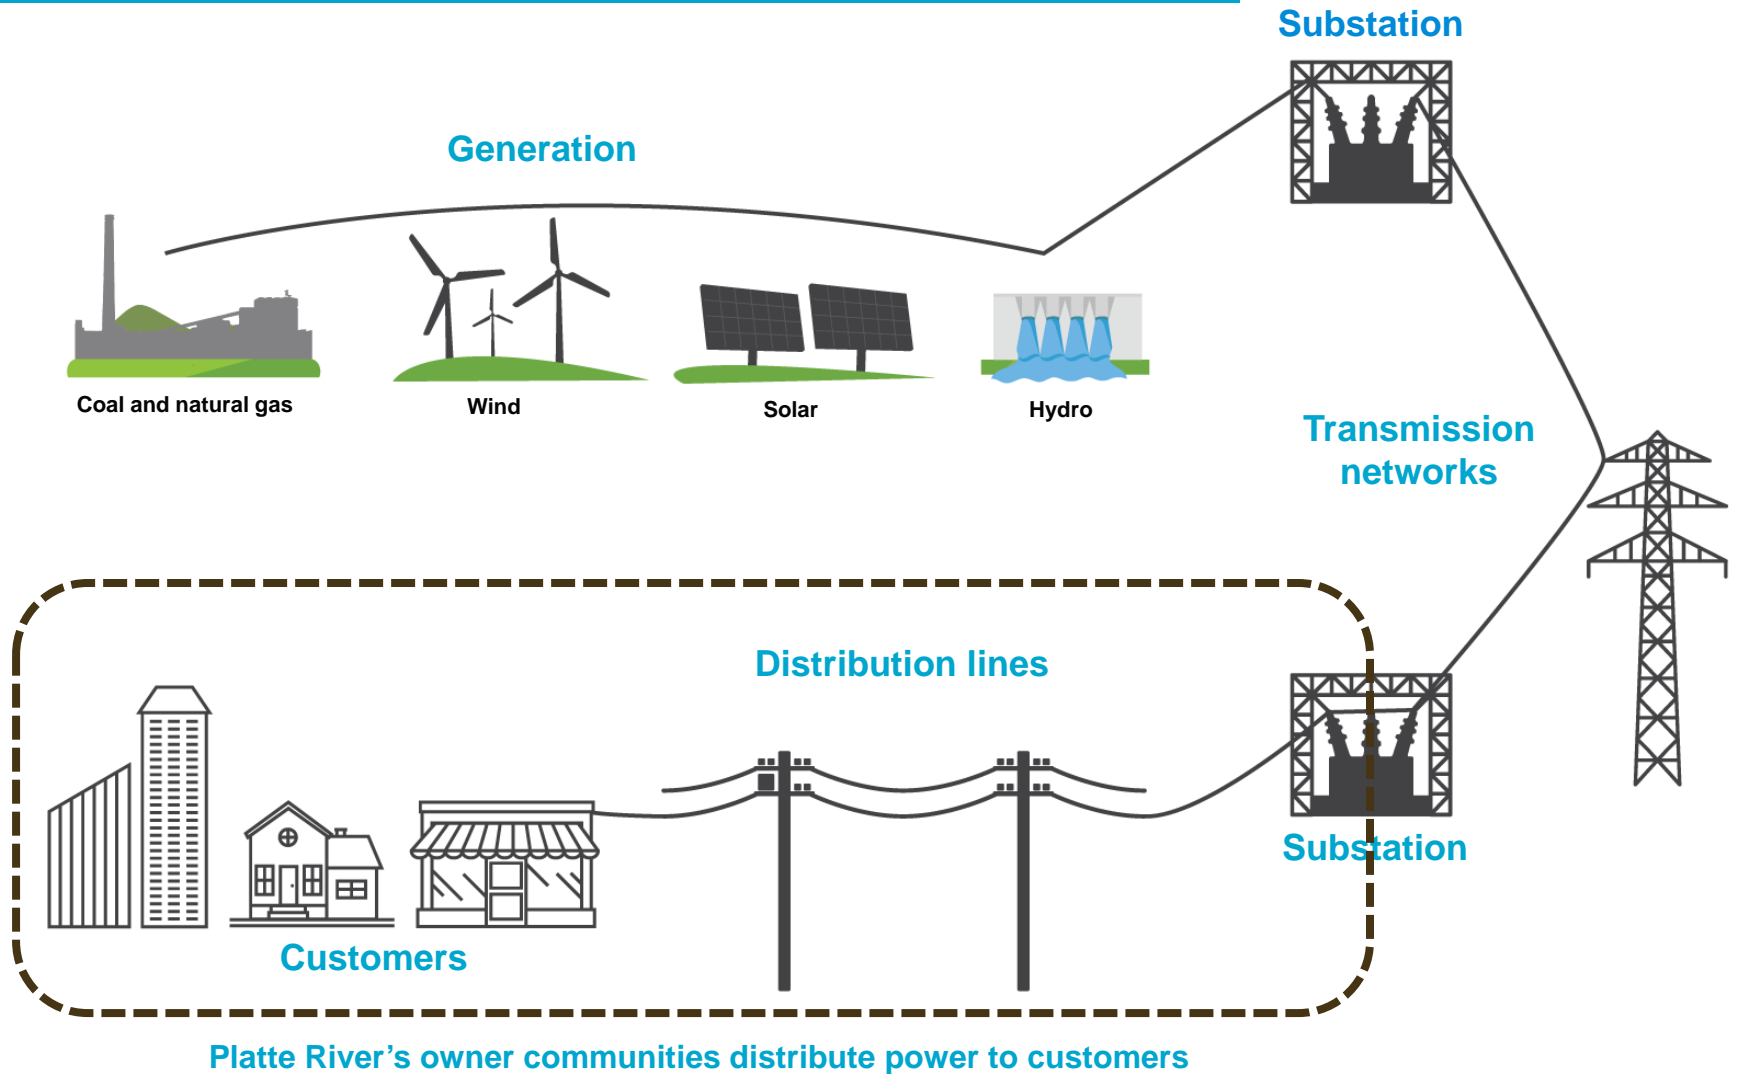 Substation
Generation
Coal and natural gas
Wind
Solar
Hydro
Transmission
networks
Distribution lines
Substation
Customers
Platte River’s owner communities distribute power to customers